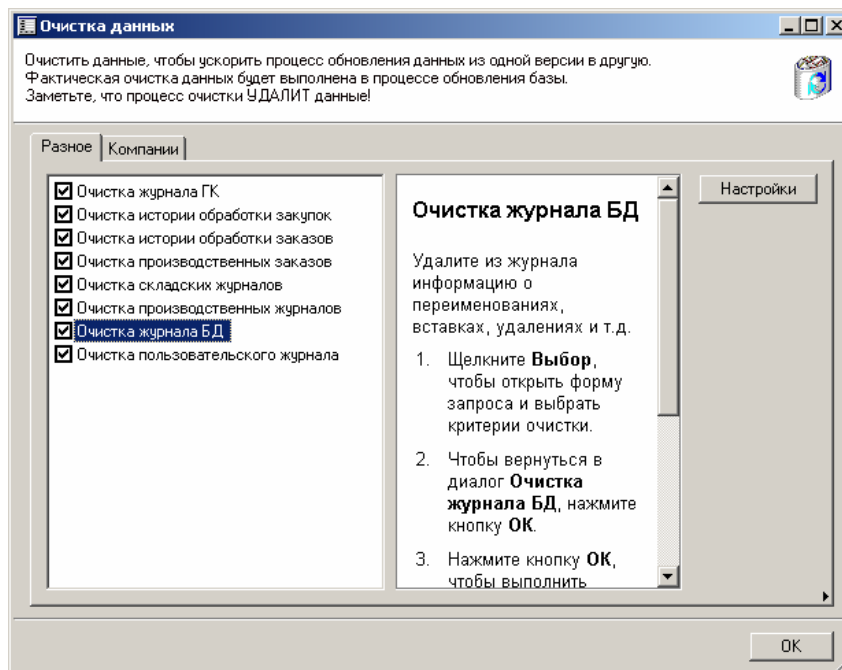 Очистка данных
Очистить данные, чтобы ускорить процесс обновления данных из одной версии в другую.
Фактическая очистка данных будет выполнена в процессе обновления базы.
Заметьте, что процесс очистки УДАЛИТ данные!
Разное
Компании
Очистка журнала ГК
Очистка истории обработки закупок
Очистка истории обработки заказов
Очистка производственных заказов
Очистка складских журналов
Очистка производственных журналов
Очистка журнала БД
Очистка пользовательского журнала
Очистка журнала БД
Удалите из журнала
информацию о
переименованиях,
вставках, удалениях и т.д.
1. Щелкните Выбор,
чтобы открыть форму
запроса и выбрать
критерии очистки.
2. Чтобы вернуться в
диалог Очистка
журнала БД, нажмите
кнопку ОК.
3. Нажмите кнопку ОК,
чтобы выполнить
Настройки
OK